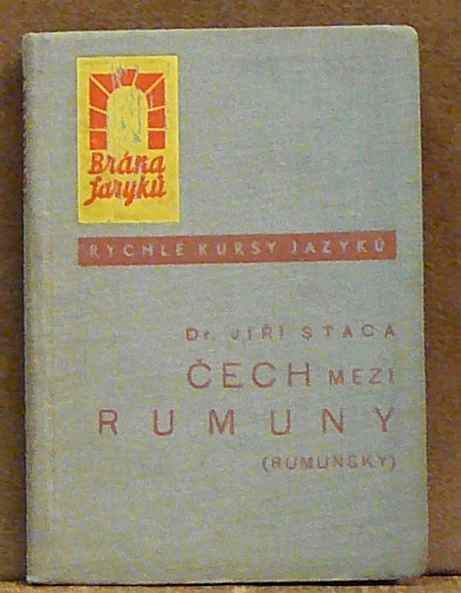 Brána
jazyků
RYCHLÉ KURSY JAZYKŮ
Dr. JIŘÍ STACA
ČECH MEZI
RUMUNY
(RUMUNSKY)